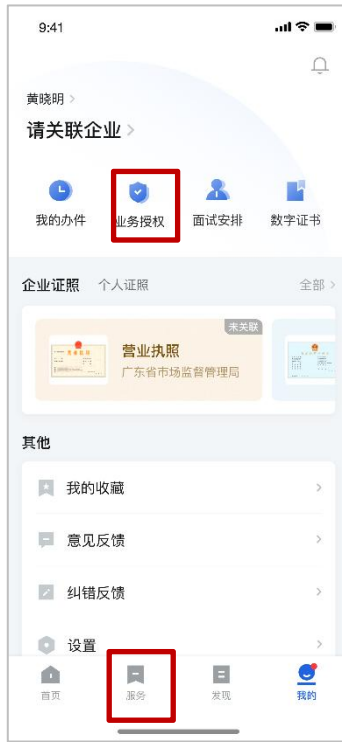 9:41
黄晓明
请关联企业
我的办件 业务授权 面试安排 数字证书
企业证照 个人证照 全部
未关联
营业执照
广东省市场监督管理局
其他
我的收藏
意见反馈
纠错反馈
设置
首页 服务 发现 我的